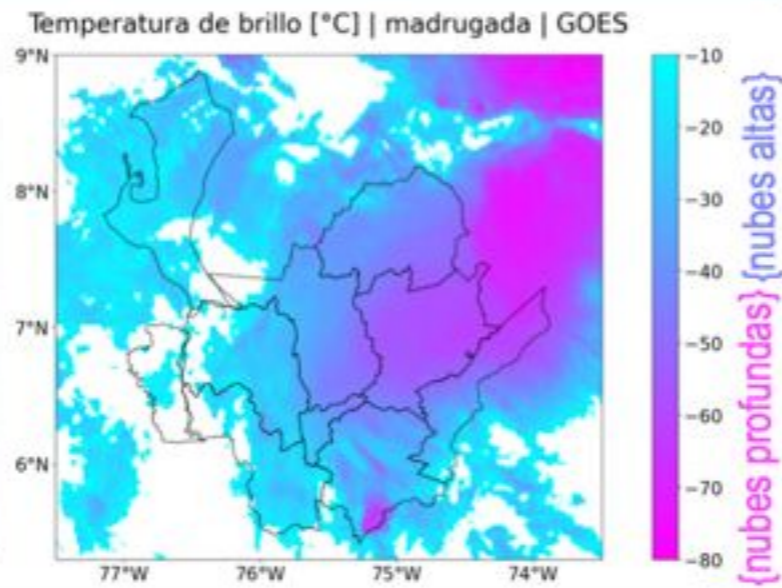 Temperatura de brillo [°C] | madrugada | GOES
9°N
8°N
7°N
6°N
77°W
76°W
75°W
74°W
−10
−20
−30
−40
−50
−60
−70
−80
{nubes profundas} {nubes altas}